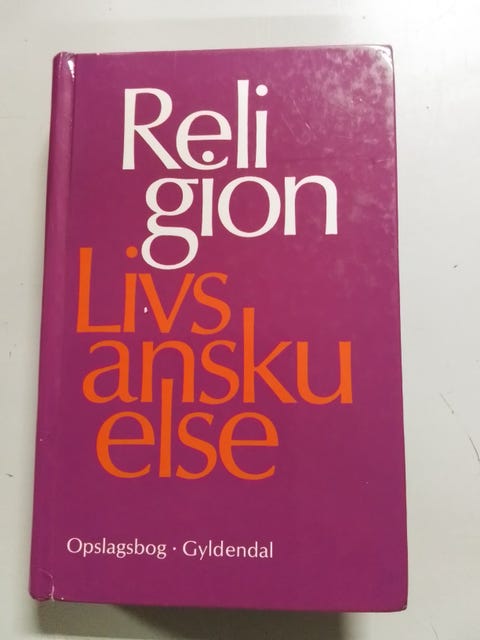 Reli
gion
Livs
ansku
else
Opslagsbog · Gyldendal